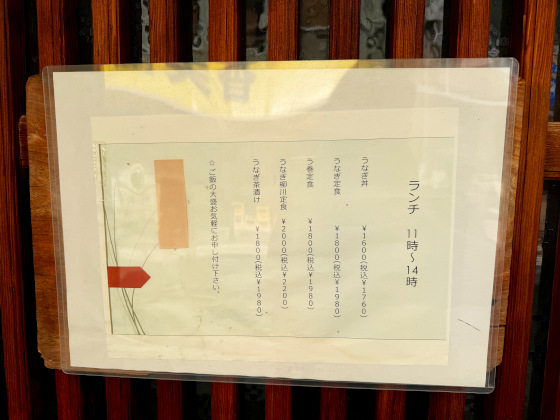 ランチ 11時～14時
うなぎ丼 ¥1600(税込¥1760)
うなぎ定食 ¥1800(税込¥1980)
う巻定食 ¥1800(税込¥1980)
うなぎ柳川定食 ¥2000(税込¥2200)
うなぎ茶漬け ¥1800(税込¥1980)
☆ご飯の大盛お気軽にお申し付け下さい。